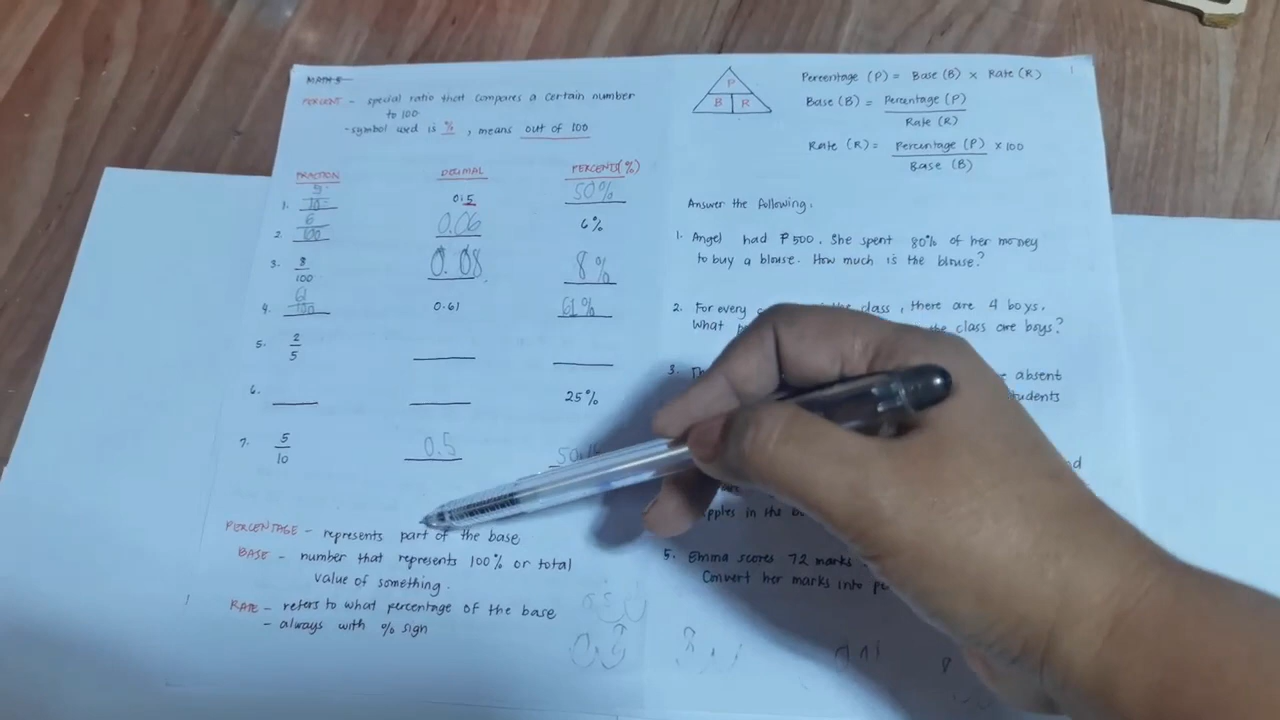 MATH 5
PERCENT - special ratio that compares a certain number
to 100
- symbol used is %, means out of 100
FRACTION DECIMAL PERCENTS(%)
1. 5/10 0.5 50%
2. 6/100 0.06 6%
3. 8/100 0.08 8%
4. 61/100 0.61 61%
5. 2/5
6. 25%
7. 5/10 0.5
PERCENTAGE - represents part of the base
BASE - number that represents 100% or total
value of something.
RATE - refers to what percentage of the base
- always with % sign
P
B R
Percentage (P) = Base (B) × Rate (R)
Base (B) = Percentage (P) / Rate (R)
Rate (R) = Percentage (P) / Base (B) × 100
Answer the following:
1. Angel had ₱500. She spent 80% of her money
to buy a blouse. How much is the blouse?
2. For every class, there are 4 boys.
What the class are boys?
3. absent
students
apples in the
5. Emma scores 72 marks
Convert her marks into